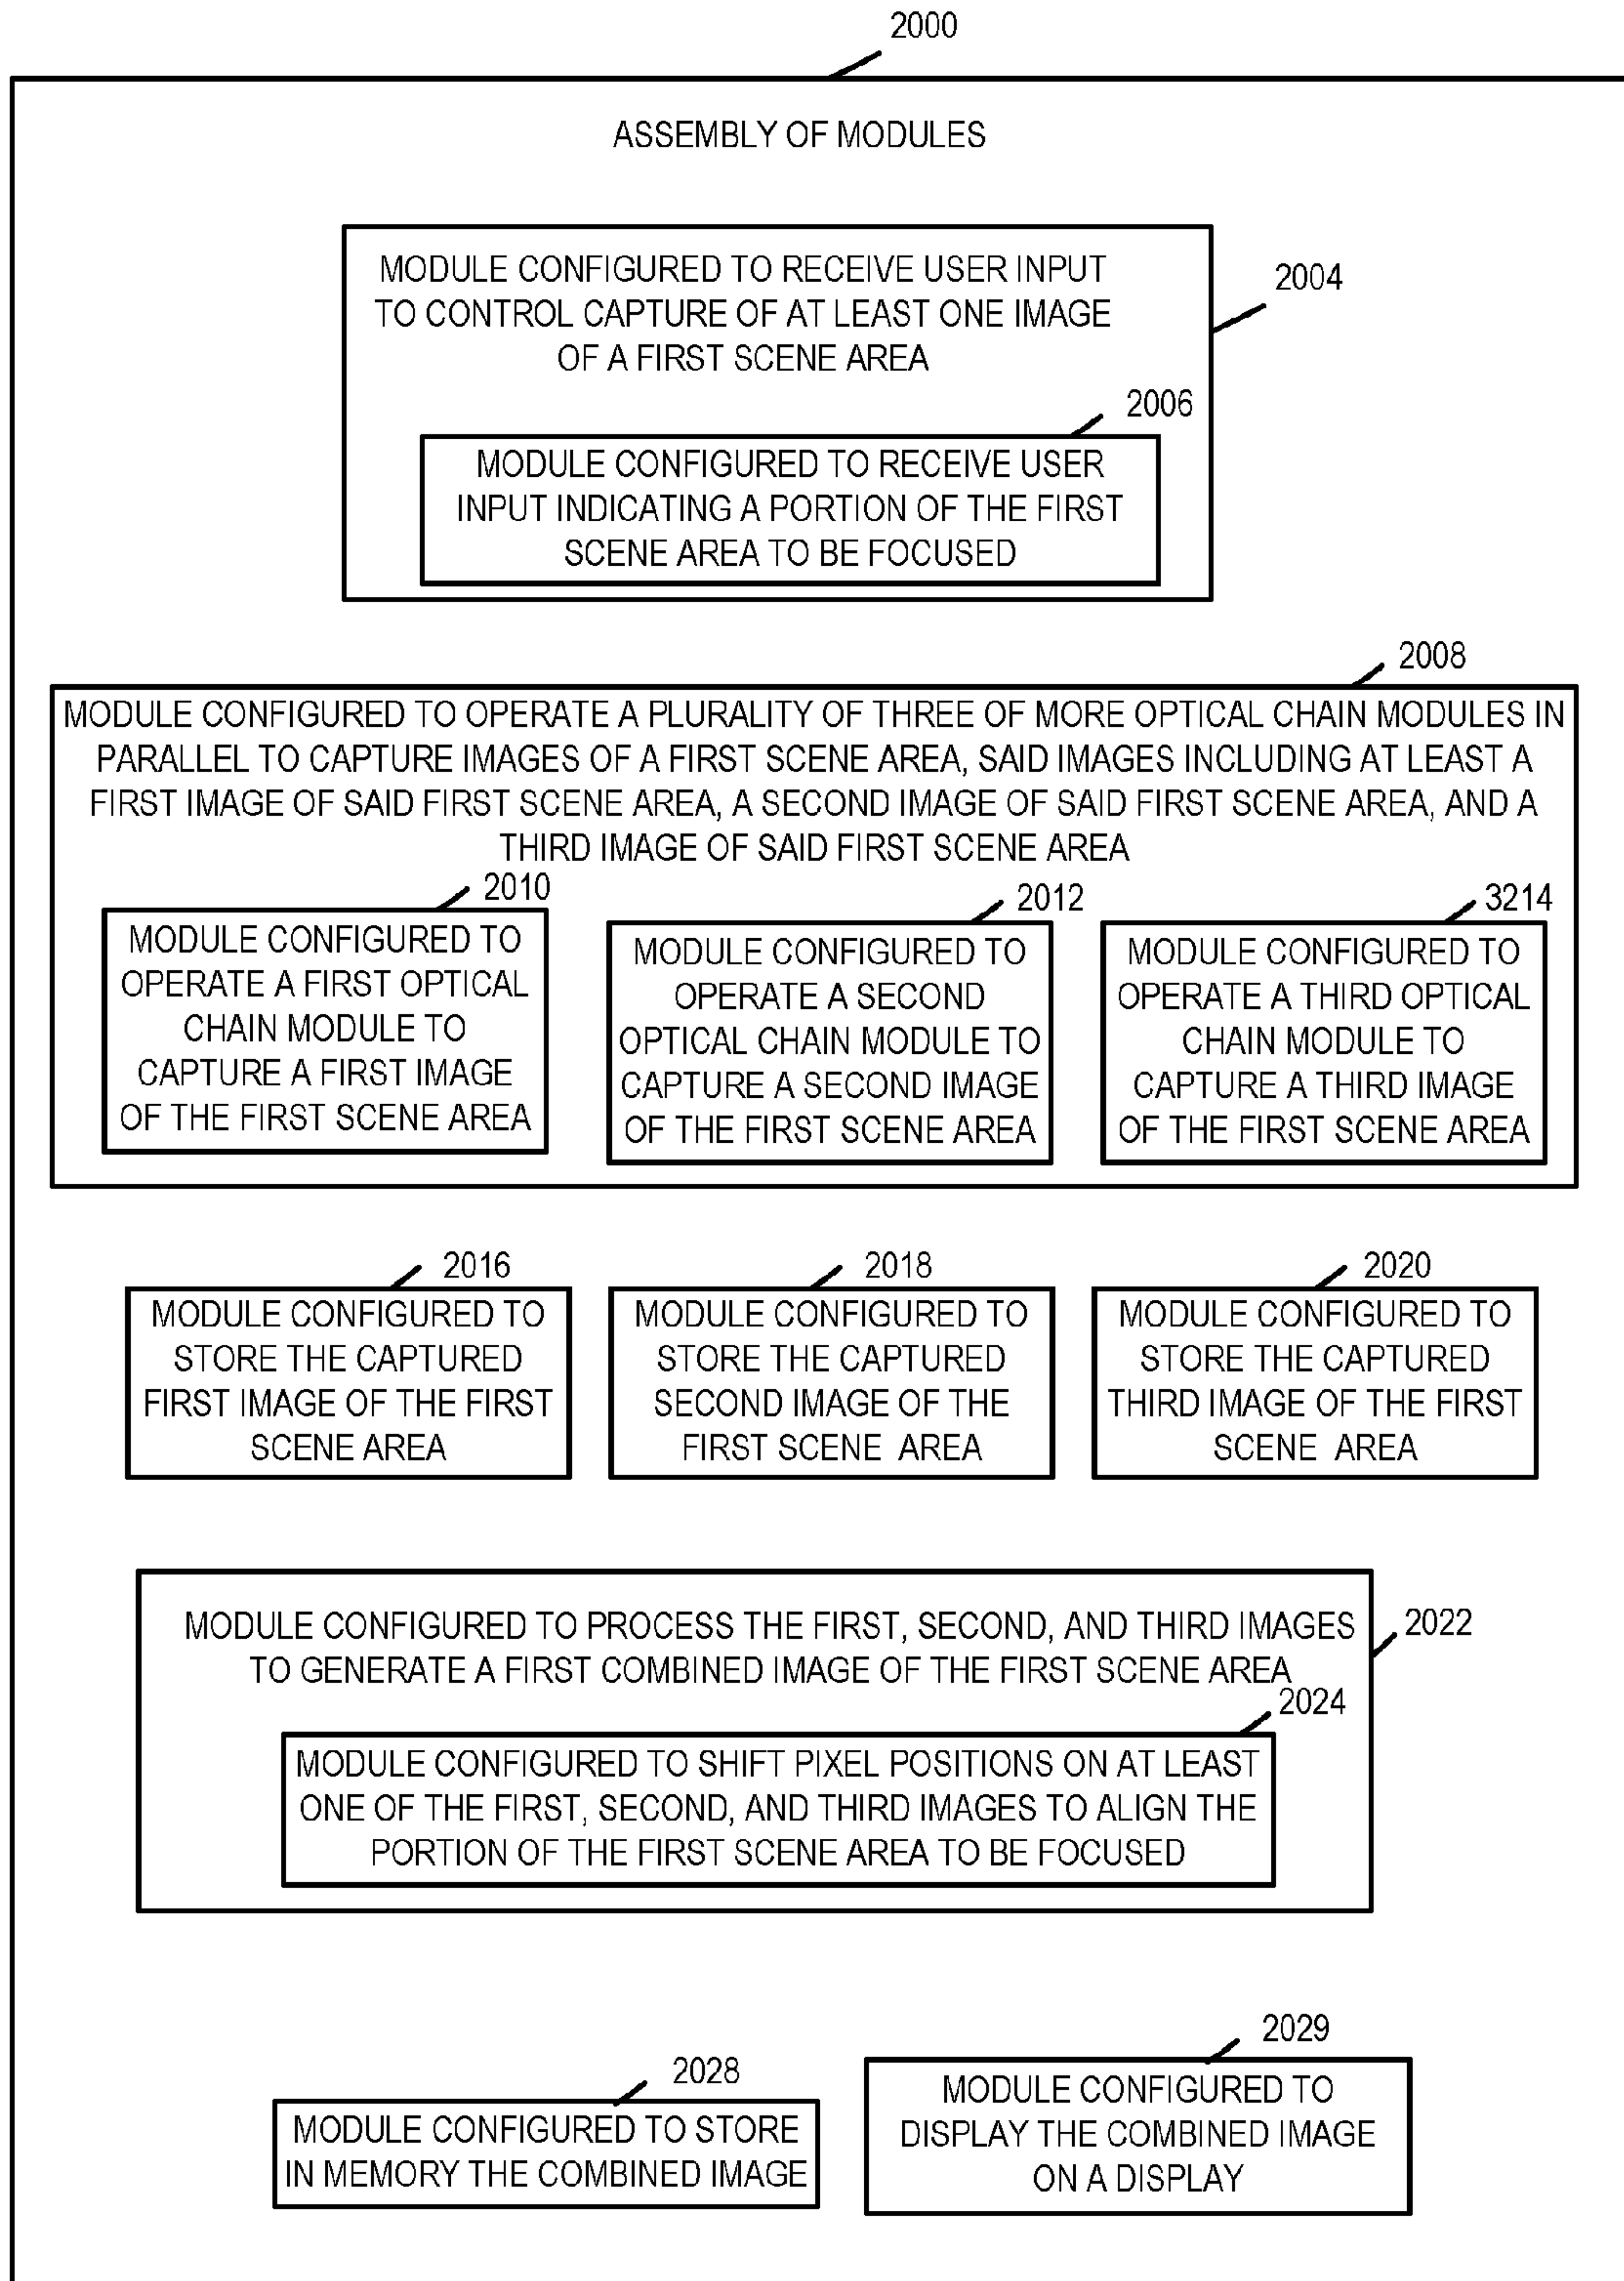 2000
ASSEMBLY OF MODULES
MODULE CONFIGURED TO RECEIVE USER INPUT
TO CONTROL CAPTURE OF AT LEAST ONE IMAGE
OF A FIRST SCENE AREA
2004
2006
MODULE CONFIGURED TO RECEIVE USER
INPUT INDICATING A PORTION OF THE FIRST
SCENE AREA TO BE FOCUSED
2008
MODULE CONFIGURED TO OPERATE A PLURALITY OF THREE OF MORE OPTICAL CHAIN MODULES IN
PARALLEL TO CAPTURE IMAGES OF A FIRST SCENE AREA, SAID IMAGES INCLUDING AT LEAST A
FIRST IMAGE OF SAID FIRST SCENE AREA, A SECOND IMAGE OF SAID FIRST SCENE AREA, AND A
THIRD IMAGE OF SAID FIRST SCENE AREA
2010
MODULE CONFIGURED TO
OPERATE A FIRST OPTICAL
CHAIN MODULE TO
CAPTURE A FIRST IMAGE
OF THE FIRST SCENE AREA
2012
MODULE CONFIGURED TO
OPERATE A SECOND
OPTICAL CHAIN MODULE TO
CAPTURE A SECOND IMAGE
OF THE FIRST SCENE AREA
3214
MODULE CONFIGURED TO
OPERATE A THIRD OPTICAL
CHAIN MODULE TO
CAPTURE A THIRD IMAGE
OF THE FIRST SCENE AREA
2016
MODULE CONFIGURED TO
STORE THE CAPTURED
FIRST IMAGE OF THE FIRST
SCENE AREA
2018
MODULE CONFIGURED TO
STORE THE CAPTURED
SECOND IMAGE OF THE
FIRST SCENE AREA
2020
MODULE CONFIGURED TO
STORE THE CAPTURED
THIRD IMAGE OF THE FIRST
SCENE AREA
MODULE CONFIGURED TO PROCESS THE FIRST, SECOND, AND THIRD IMAGES
TO GENERATE A FIRST COMBINED IMAGE OF THE FIRST SCENE AREA
2022
2024
MODULE CONFIGURED TO SHIFT PIXEL POSITIONS ON AT LEAST
ONE OF THE FIRST, SECOND, AND THIRD IMAGES TO ALIGN THE
PORTION OF THE FIRST SCENE AREA TO BE FOCUSED
2028
MODULE CONFIGURED TO STORE
IN MEMORY THE COMBINED IMAGE
2029
MODULE CONFIGURED TO
DISPLAY THE COMBINED IMAGE
ON A DISPLAY